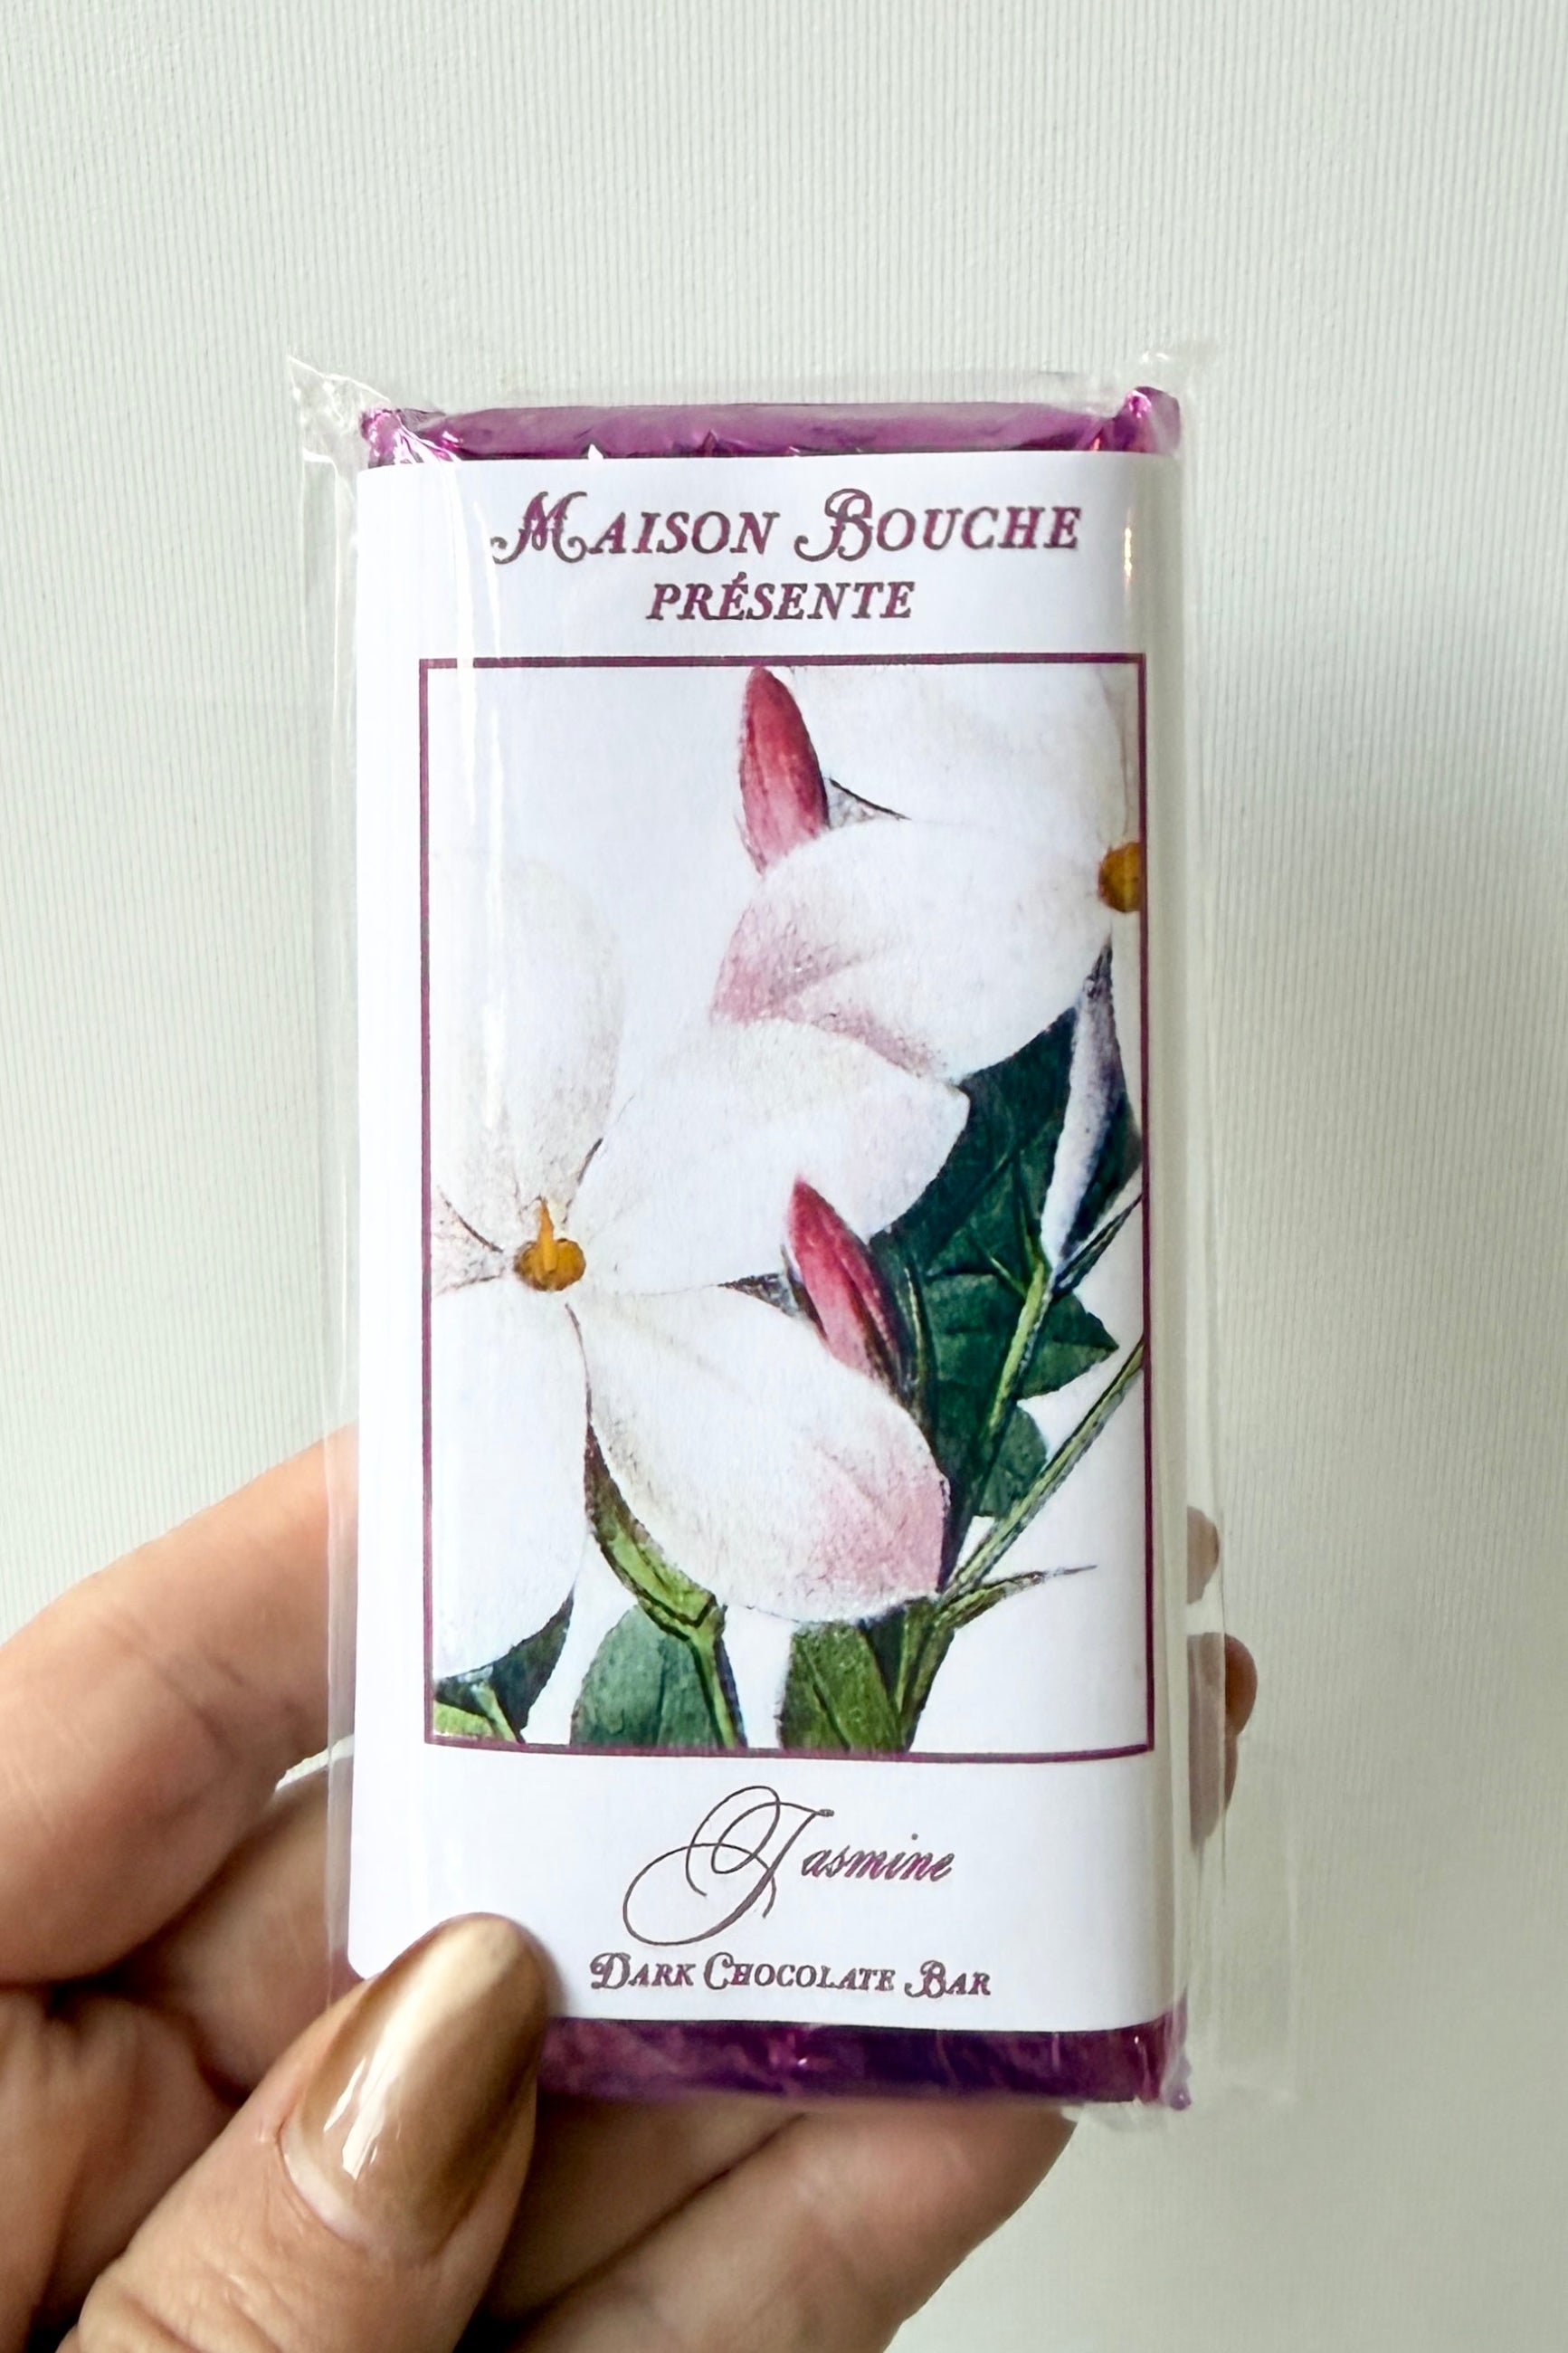 MAISON BOUCHE
PRÉSENTE
Jasmine
DARK CHOCOLATE BAR